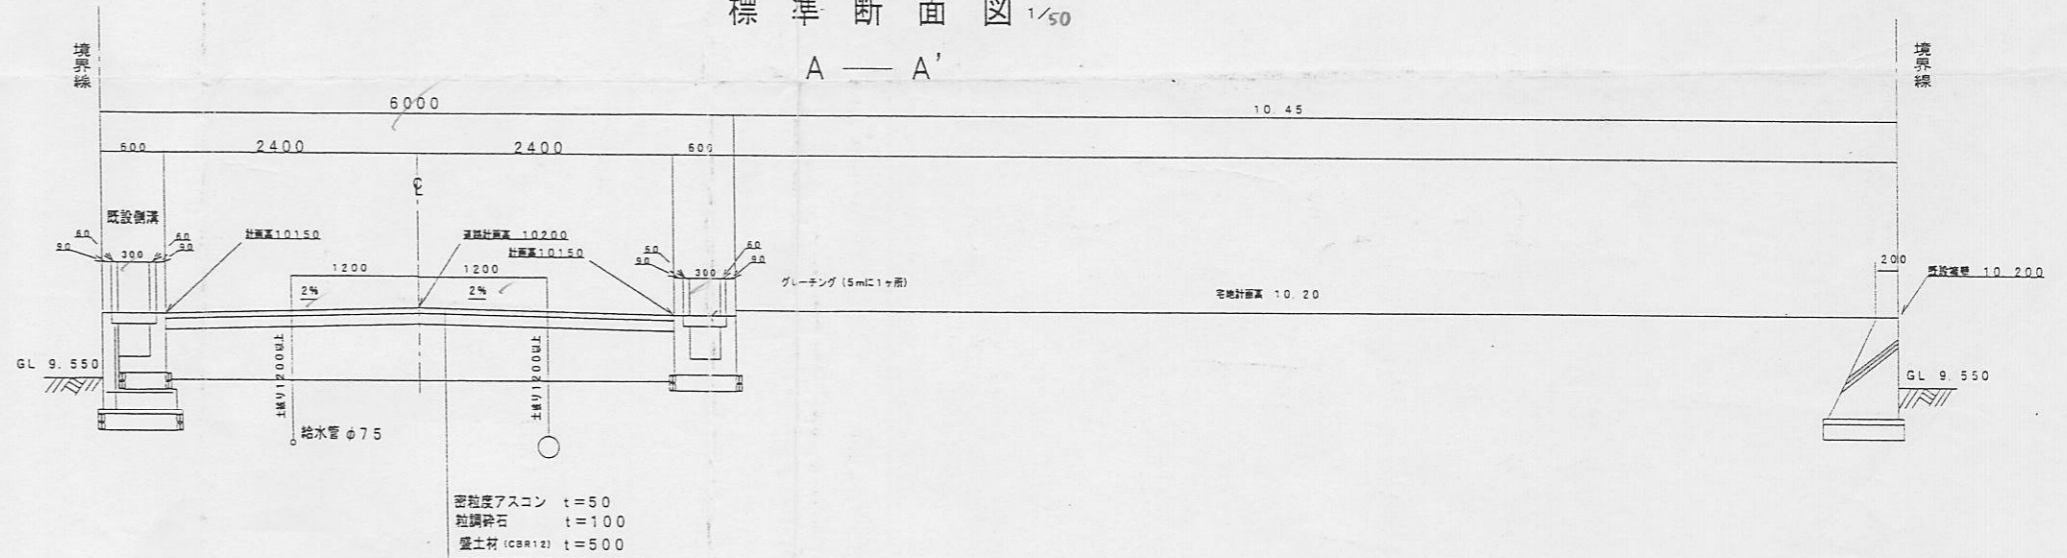 標準断面図 1/50
A — A'
境界線
境界線
6000
10.45
600
2400
2400
600
℄
既設側溝
60
90
300
60
90
計画高10150
道路計画高 10200
計画高10150
60
90
300
60
90
1200
1200
2%
2%
グレーチング(5mに1ヶ所)
宅地計画高 10.20
200
既設擁壁 10.200
GL 9.550
GL 9.550
土被り1200以上
土被り1200以上
給水管 φ75
密粒度アスコン t=50
粒調砕石 t=100
盛土材(CBR12) t=500